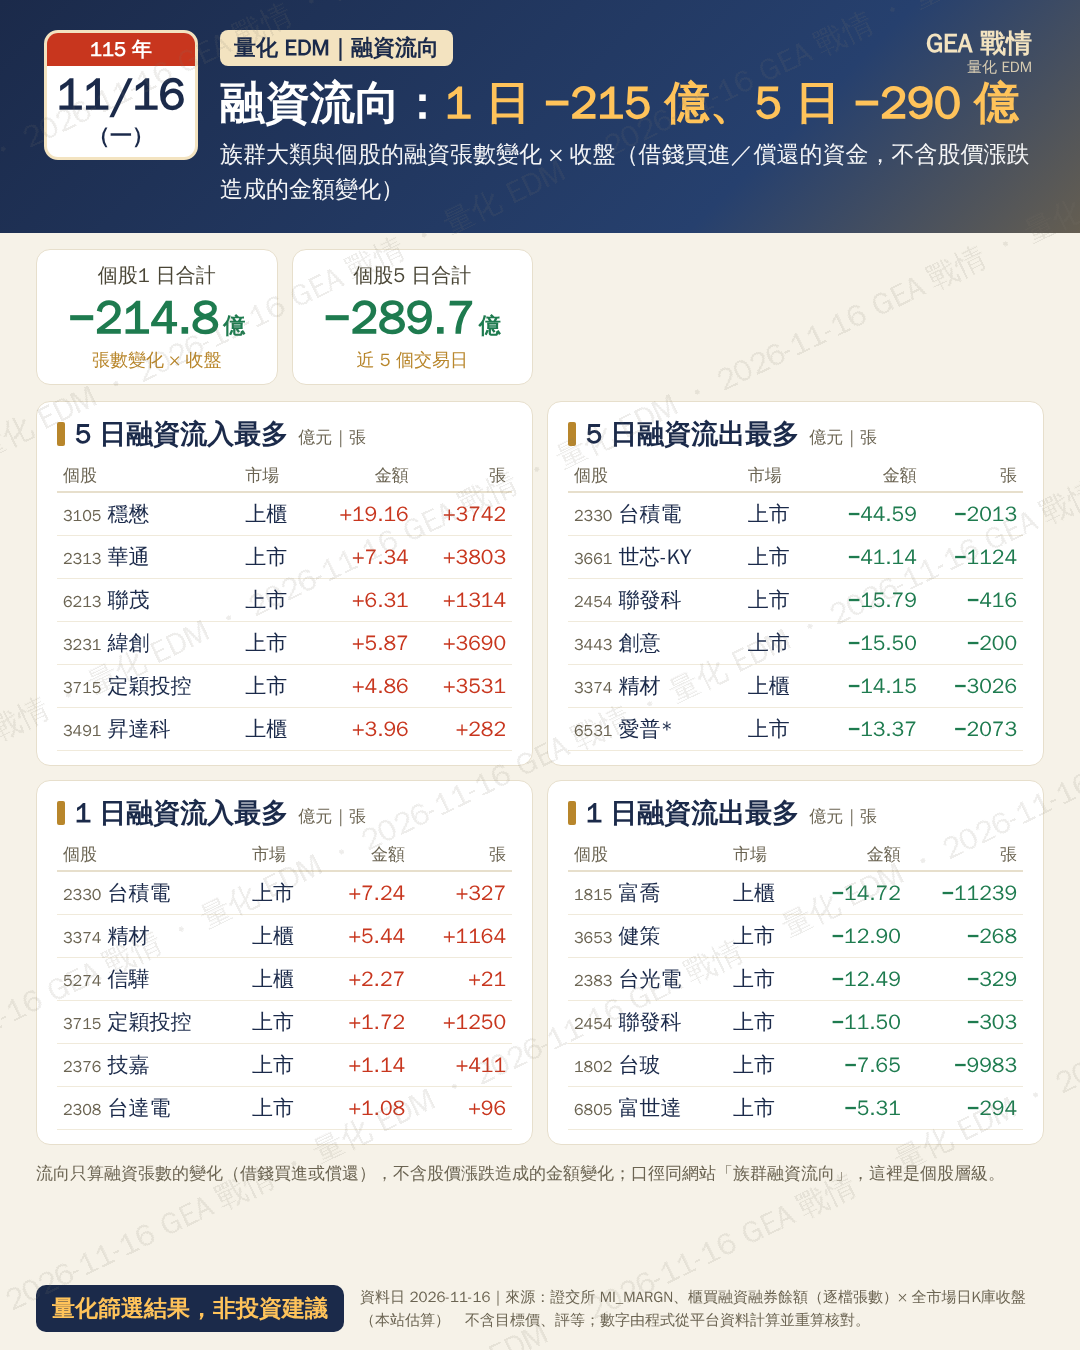 115 年
11/16
（一）
量化 EDM｜融資流向
GEA 戰情
量化 EDM
融資流向：1 日 −215 億、5 日 −290 億
族群大類與個股的融資張數變化 × 收盤（借錢買進／償還的資金，不含股價漲跌
造成的金額變化）
個股1 日合計
−214.8億
張數變化 × 收盤
個股5 日合計
−289.7億
近 5 個交易日
5 日融資流入最多 億元｜張
個股 市場 金額 張
3105 穩懋 上櫃 +19.16 +3742
2313 華通 上市 +7.34 +3803
6213 聯茂 上市 +6.31 +1314
3231 緯創 上市 +5.87 +3690
3715 定穎投控 上市 +4.86 +3531
3491 昇達科 上櫃 +3.96 +282
5 日融資流出最多 億元｜張
個股 市場 金額 張
2330 台積電 上市 −44.59 −2013
3661 世芯-KY 上市 −41.14 −1124
2454 聯發科 上市 −15.79 −416
3443 創意 上市 −15.50 −200
3374 精材 上櫃 −14.15 −3026
6531 愛普* 上市 −13.37 −2073
1 日融資流入最多 億元｜張
個股 市場 金額 張
2330 台積電 上市 +7.24 +327
3374 精材 上櫃 +5.44 +1164
5274 信驊 上櫃 +2.27 +21
3715 定穎投控 上市 +1.72 +1250
2376 技嘉 上市 +1.14 +411
2308 台達電 上市 +1.08 +96
1 日融資流出最多 億元｜張
個股 市場 金額 張
1815 富喬 上櫃 −14.72 −11239
3653 健策 上市 −12.90 −268
2383 台光電 上市 −12.49 −329
2454 聯發科 上市 −11.50 −303
1802 台玻 上市 −7.65 −9983
6805 富世達 上市 −5.31 −294
流向只算融資張數的變化（借錢買進或償還），不含股價漲跌造成的金額變化；口徑同網站「族群融資流向」，這裡是個股層級。
量化篩選結果，非投資建議
資料日 2026-11-16｜來源：證交所 MI_MARGN、櫃買融資融券餘額（逐檔張數）× 全市場日K庫收盤
（本站估算） 不含目標價、評等；數字由程式從平台資料計算並重算核對。
2026-11-16 GEA 戰情 · 量化 EDM